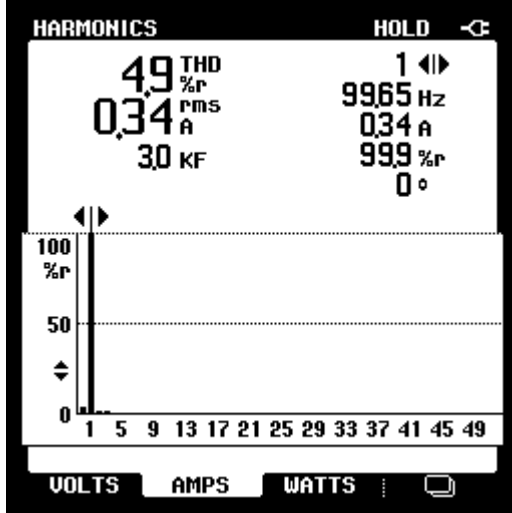 HARMONICS HOLD
4.9 THD %r 1
0.34 rms A 99.65 Hz
3.0 KF 0.34 A
99.9 %r
0 °
100
%r
50
0
1 5 9 13 17 21 25 29 33 37 41 45 49
VOLTS AMPS WATTS